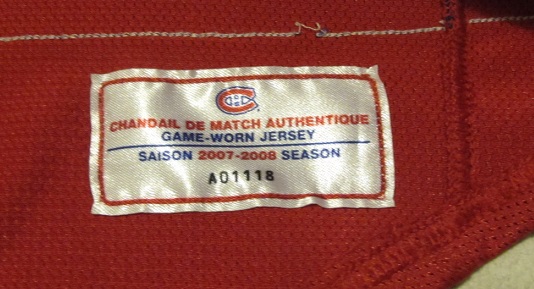 CHANDAIL DE MATCH AUTHENTIQUE
GAME-WORN JERSEY
SAISON 2007-2008 SEASON
A01118